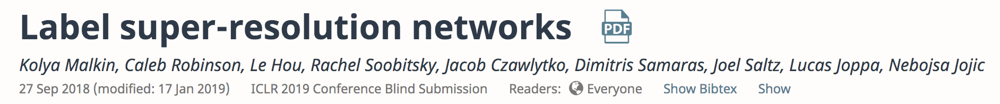 Label super-resolution networks PDF
Kolya Malkin, Caleb Robinson, Le Hou, Rachel Soobitsky, Jacob Czawlytko, Dimitris Samaras, Joel Saltz, Lucas Joppa, Nebojsa Jojic
27 Sep 2018 (modified: 17 Jan 2019) ICLR 2019 Conference Blind Submission Readers: Everyone Show Bibtex Show